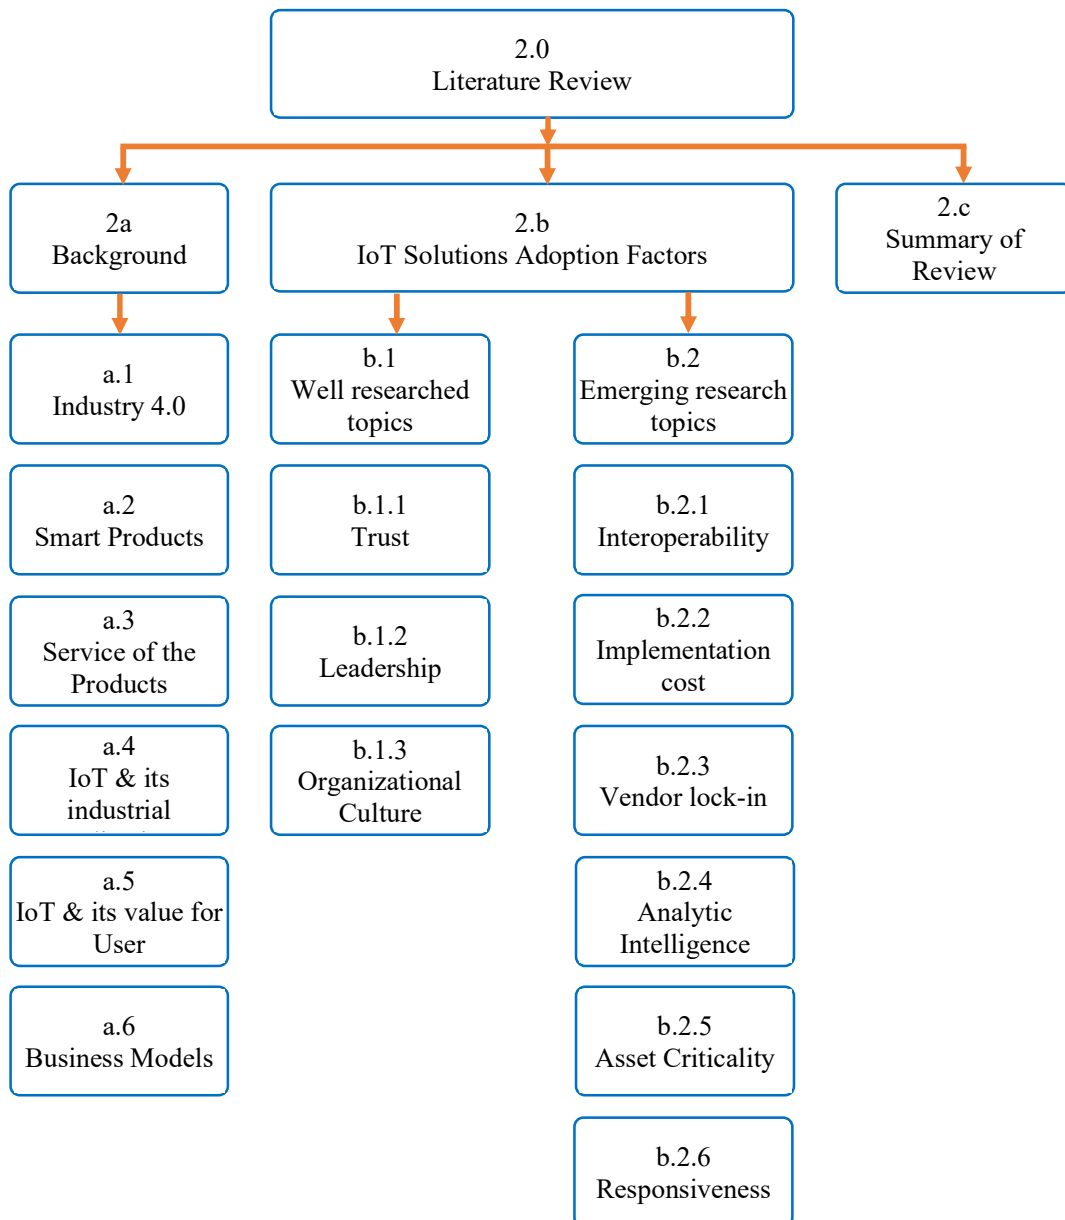 2.0
Literature Review
2a
Background
2.b
IoT Solutions Adoption Factors
2.c
Summary of
Review
a.1
Industry 4.0
b.1
Well researched
topics
b.2
Emerging research
topics
a.2
Smart Products
b.1.1
Trust
b.2.1
Interoperability
a.3
Service of the
Products
b.1.2
Leadership
b.2.2
Implementation
cost
a.4
IoT & its
industrial
b.1.3
Organizational
Culture
b.2.3
Vendor lock-in
a.5
IoT & its value for
User
b.2.4
Analytic
Intelligence
a.6
Business Models
b.2.5
Asset Criticality
b.2.6
Responsiveness